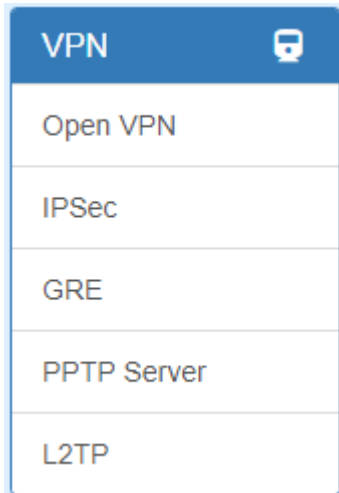 VPN
Open VPN
IPSec
GRE
PPTP Server
L2TP